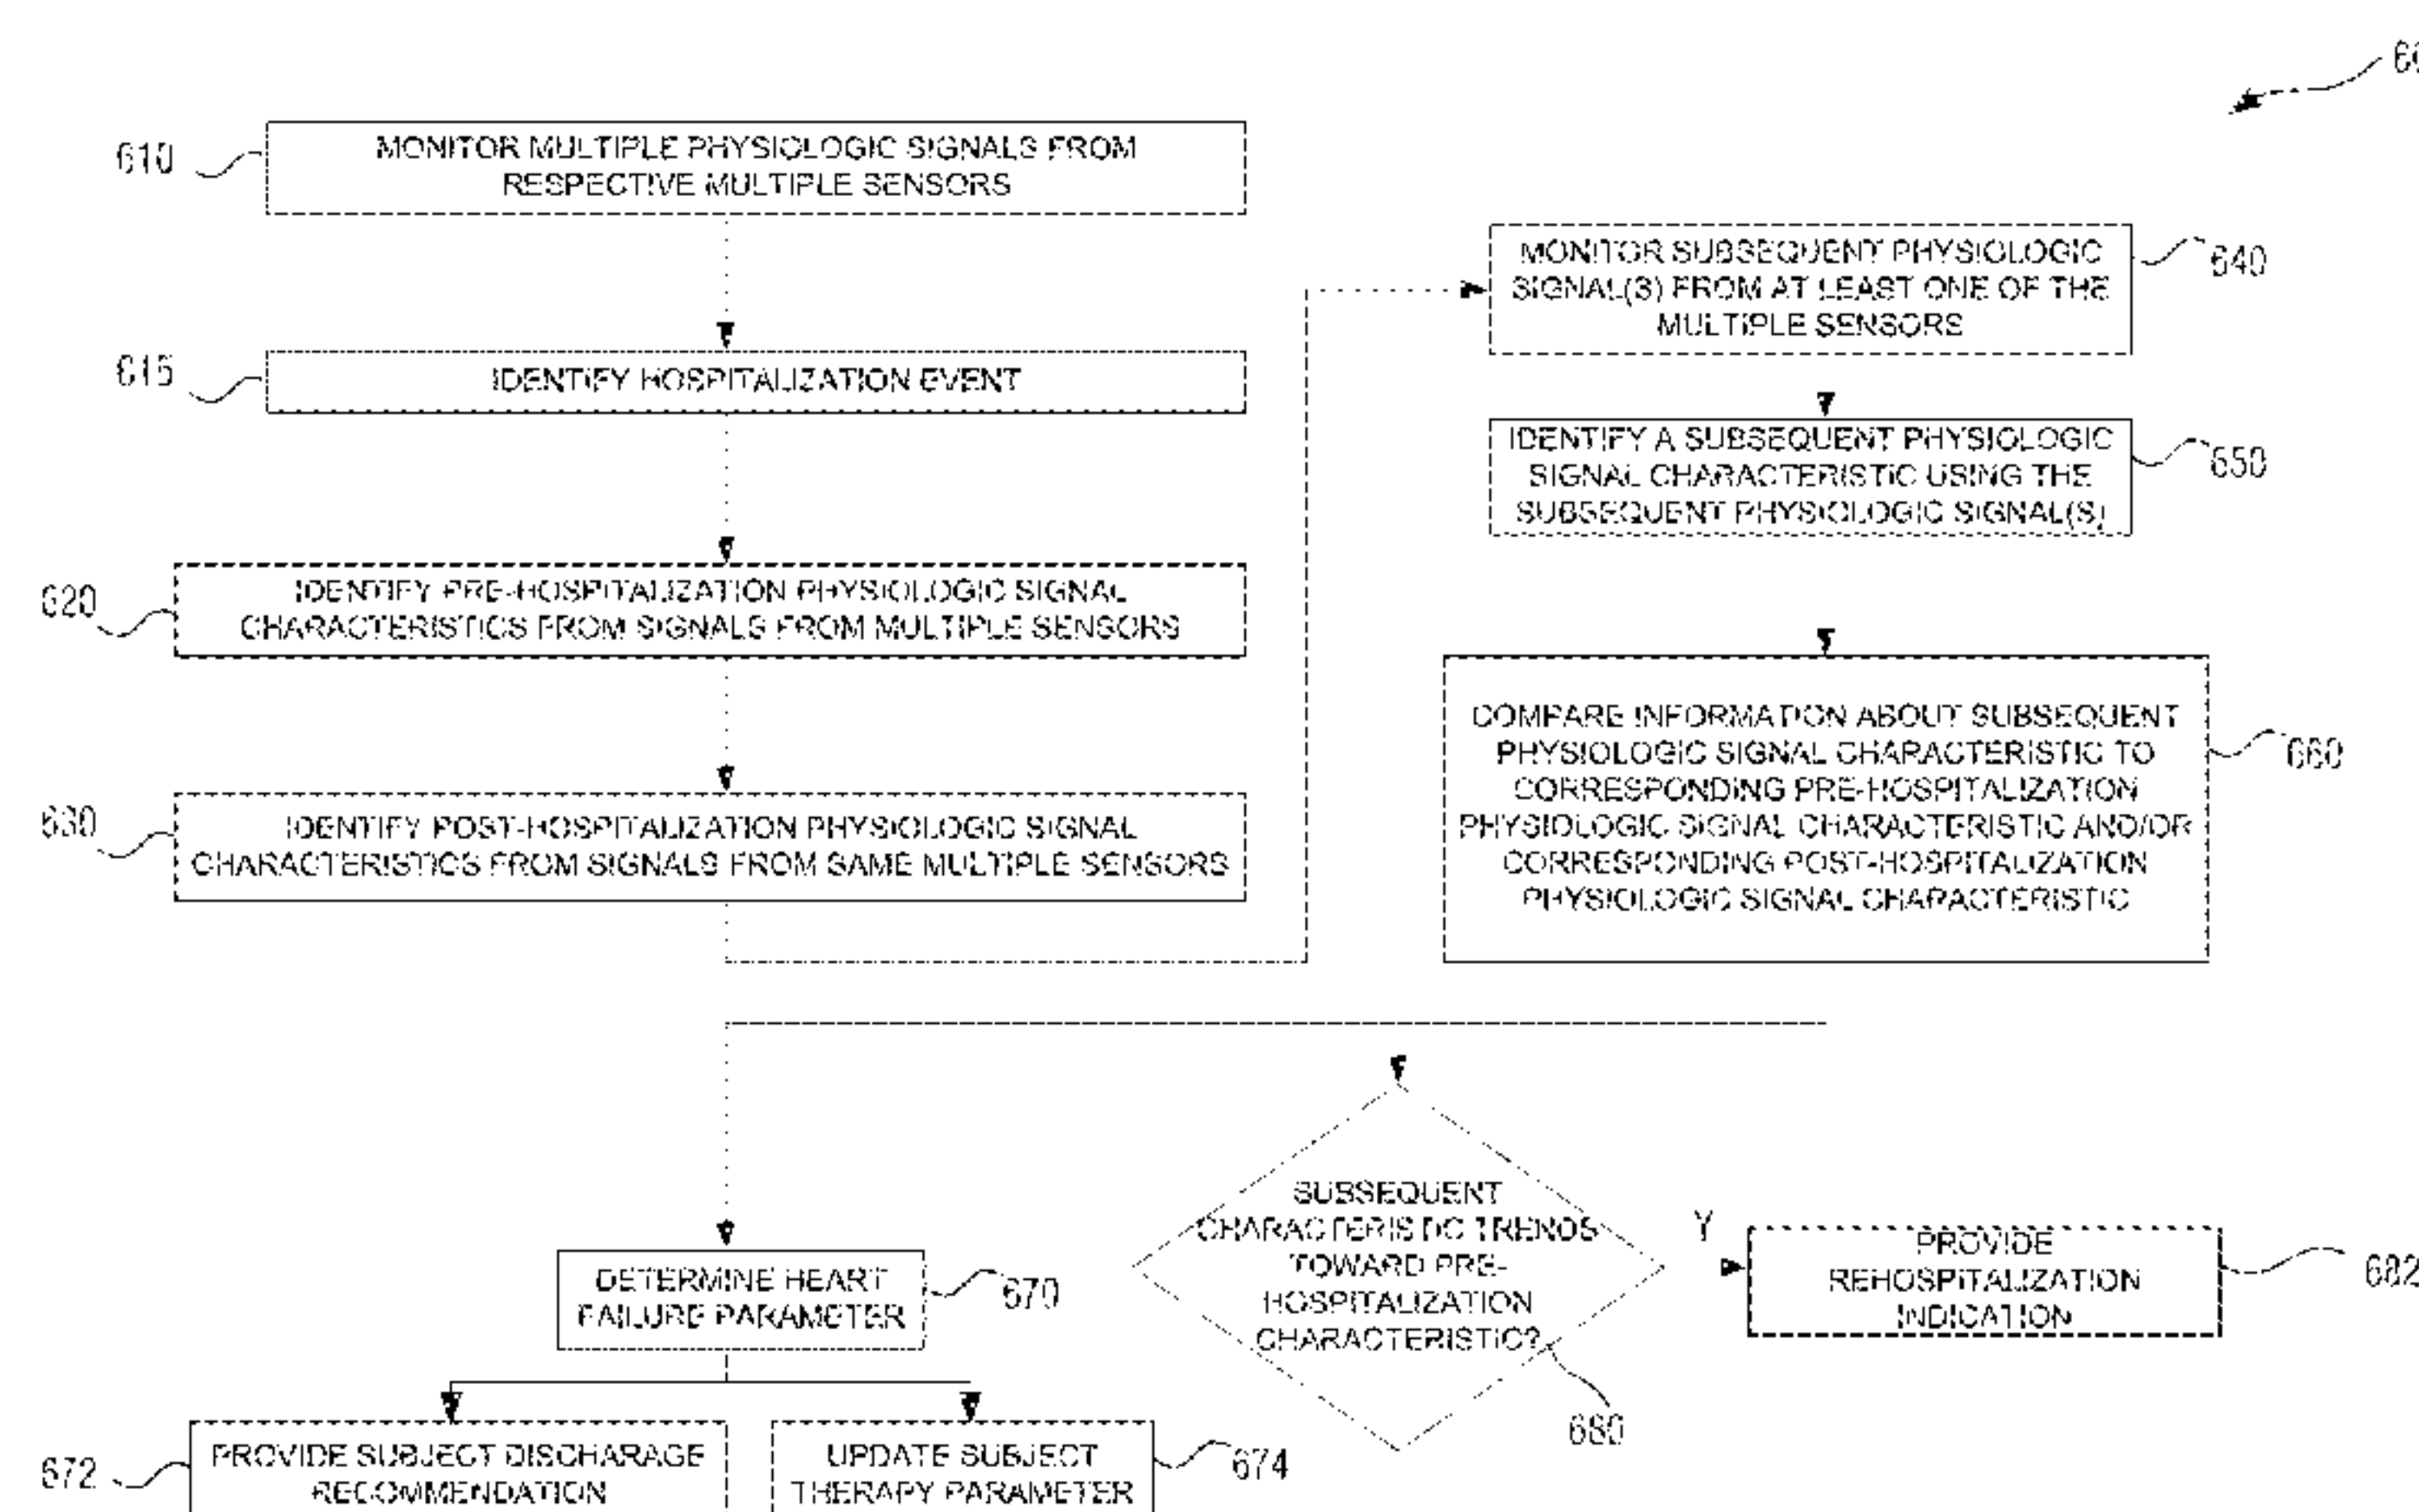 610
MONITOR MULTIPLE PHYSIOLOGIC SIGNALS FROM
RESPECTIVE MULTIPLE SENSORS
615
IDENTIFY HOSPITALIZATION EVENT
620
IDENTIFY PRE-HOSPITALIZATION PHYSIOLOGIC SIGNAL
CHARACTERISTICS FROM SIGNALS FROM MULTIPLE SENSORS
630
IDENTIFY POST-HOSPITALIZATION PHYSIOLOGIC SIGNAL
CHARACTERISTICS FROM SIGNALS FROM SAME MULTIPLE SENSORS
MONITOR SUBSEQUENT PHYSIOLOGIC
SIGNAL(S) FROM AT LEAST ONE OF THE
MULTIPLE SENSORS
640
IDENTIFY A SUBSEQUENT PHYSIOLOGIC
SIGNAL CHARACTERISTIC USING THE
SUBSEQUENT PHYSIOLOGIC SIGNAL(S)
650
COMPARE INFORMATION ABOUT SUBSEQUENT
PHYSIOLOGIC SIGNAL CHARACTERISTIC TO
CORRESPONDING PRE-HOSPITALIZATION
PHYSIOLOGIC SIGNAL CHARACTERISTIC AND/OR
CORRESPONDING POST-HOSPITALIZATION
PHYSIOLOGIC SIGNAL CHARACTERISTIC
660
DETERMINE HEART
FAILURE PARAMETER
670
SUBSEQUENT
CHARACTERISTIC TRENDS
TOWARD PRE-
HOSPITALIZATION
CHARACTERISTIC?
680
Y
PROVIDE
REHOSPITALIZATION
INDICATION
682
672
PROVIDE SUBJECT DISCHARAGE
RECOMMENDATION
UPDATE SUBJECT
THERAPY PARAMETER
674